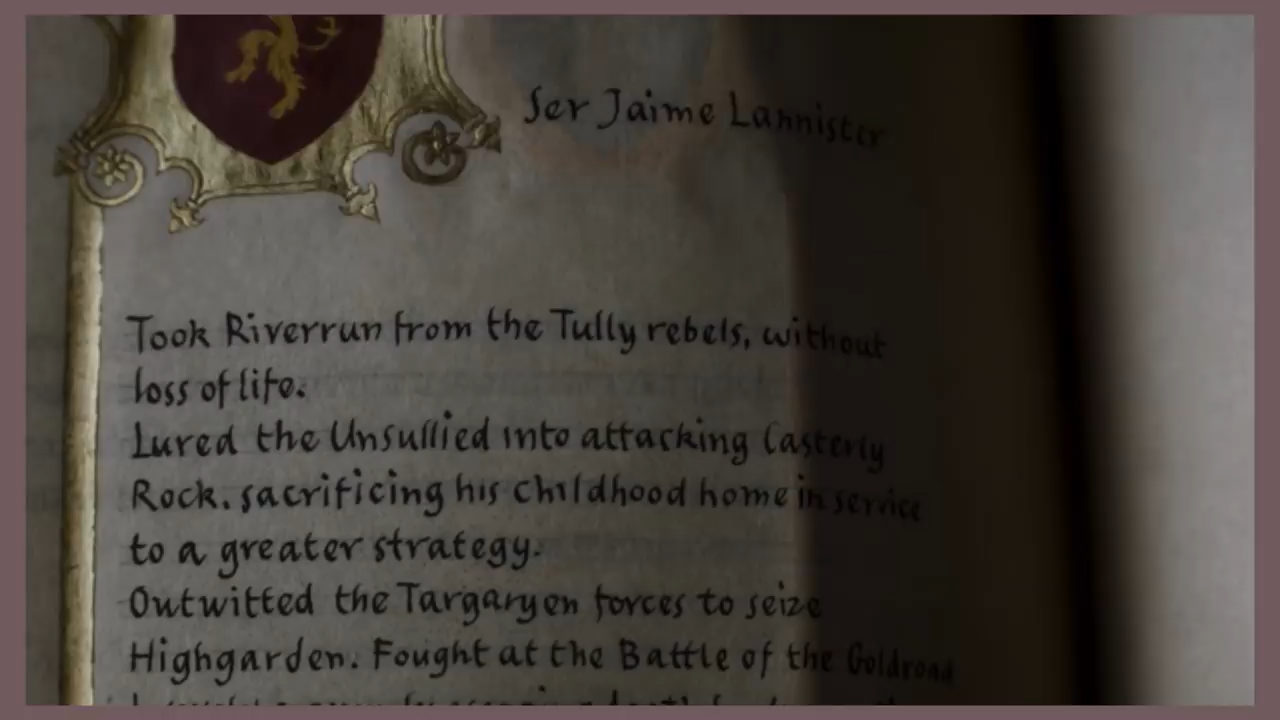 Ser Jaime Lannister
Took Riverrun from the Tully rebels, without
loss of life.
Lured the Unsullied into attacking Casterly
Rock. sacrificing his childhood home in service
to a greater strategy.
Outwitted the Targaryen forces to seize
Highgarden. Fought at the Battle of the Goldroad